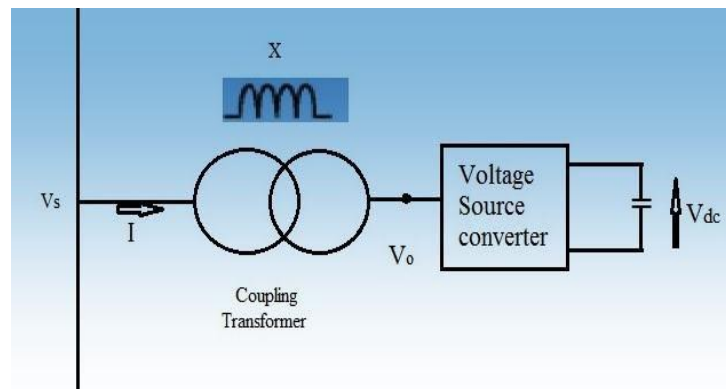 X
Vs
I
Vo
Coupling
Transformer
Voltage
Source
converter
Vdc